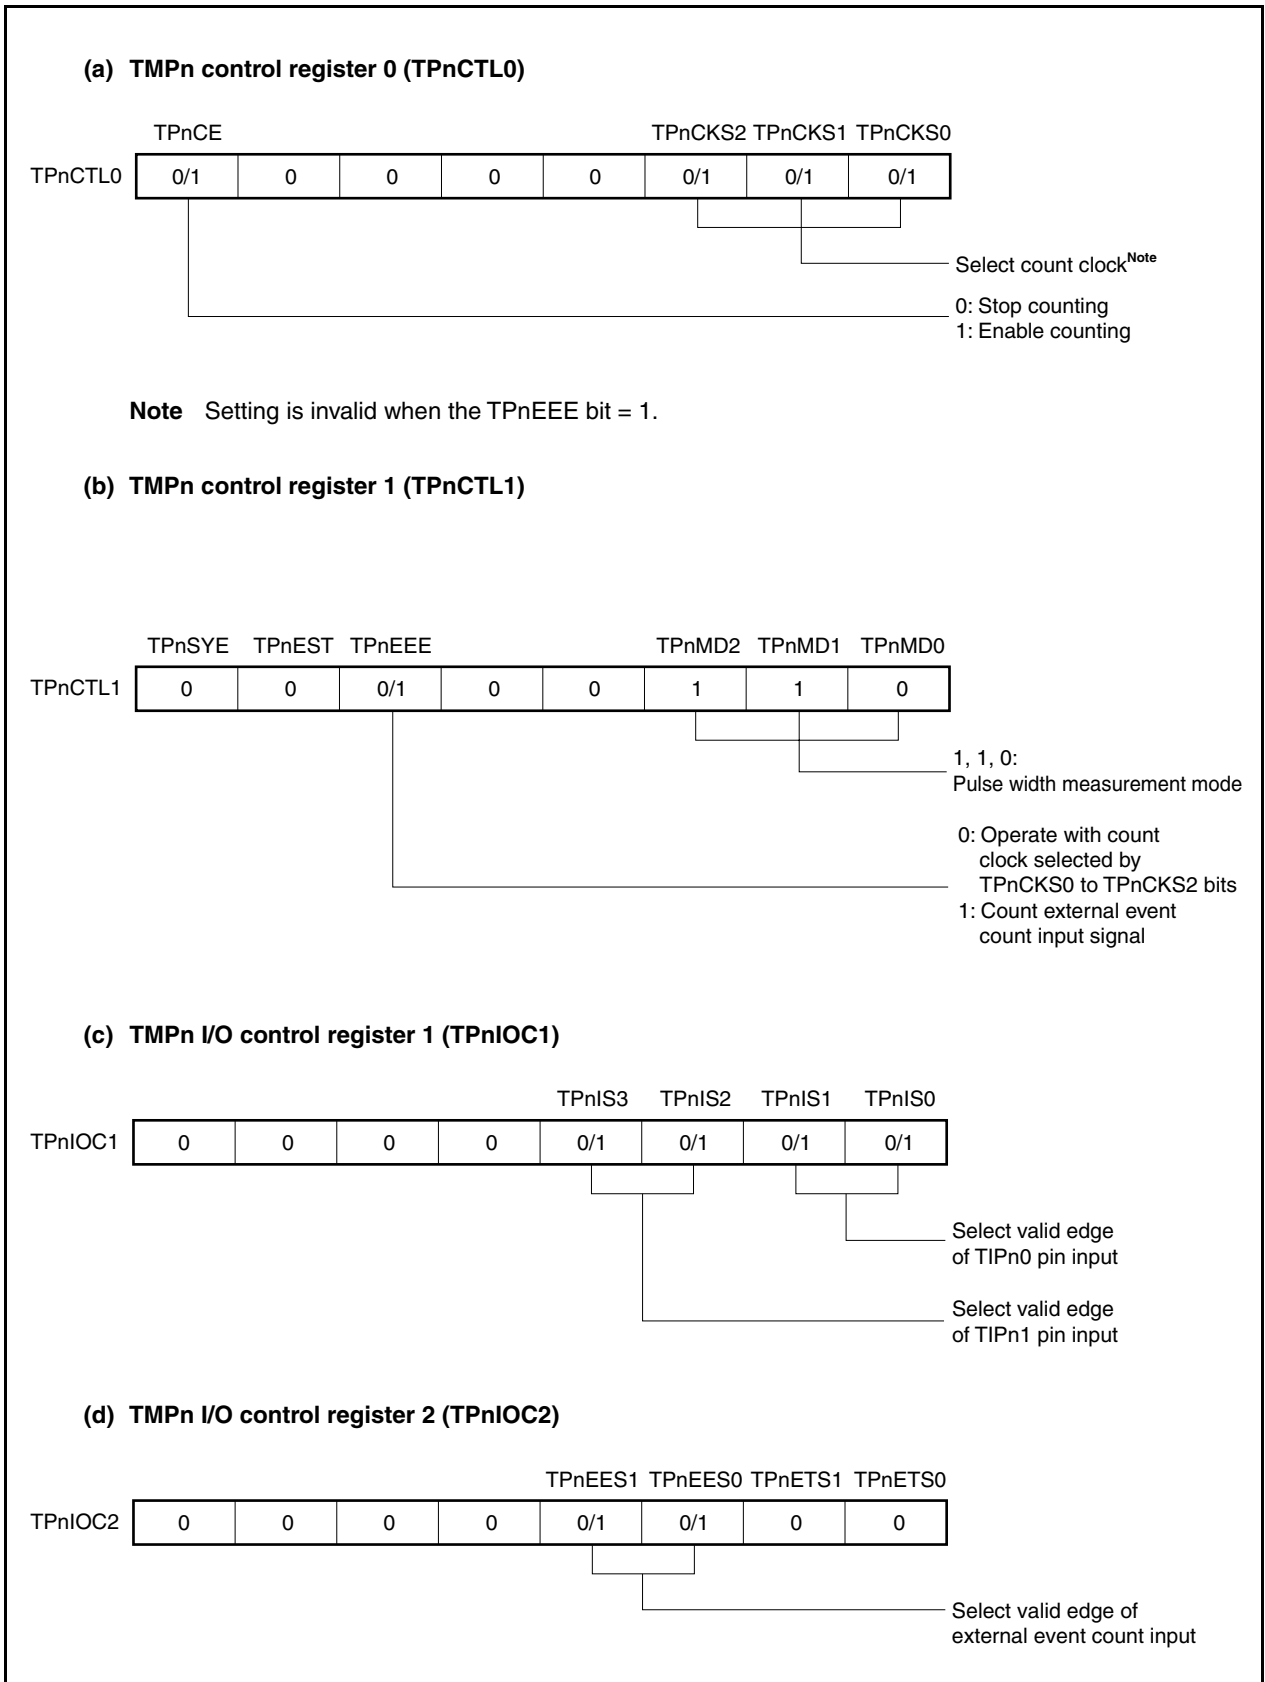 (a) TMPn control register 0 (TPnCTL0)
TPnCE TPnCKS2 TPnCKS1 TPnCKS0
TPnCTL0 0/1 0 0 0 0 0/1 0/1 0/1
Select count clockNote
0: Stop counting
1: Enable counting
Note Setting is invalid when the TPnEEE bit = 1.
(b) TMPn control register 1 (TPnCTL1)
TPnSYE TPnEST TPnEEE TPnMD2 TPnMD1 TPnMD0
TPnCTL1 0 0 0/1 0 0 1 1 0
1, 1, 0:
Pulse width measurement mode
0: Operate with count
clock selected by
TPnCKS0 to TPnCKS2 bits
1: Count external event
count input signal
(c) TMPn I/O control register 1 (TPnIOC1)
TPnIS3 TPnIS2 TPnIS1 TPnIS0
TPnIOC1 0 0 0 0 0/1 0/1 0/1 0/1
Select valid edge
of TIPn0 pin input
Select valid edge
of TIPn1 pin input
(d) TMPn I/O control register 2 (TPnIOC2)
TPnEES1 TPnEES0 TPnETS1 TPnETS0
TPnIOC2 0 0 0 0 0/1 0/1 0 0
Select valid edge of
external event count input